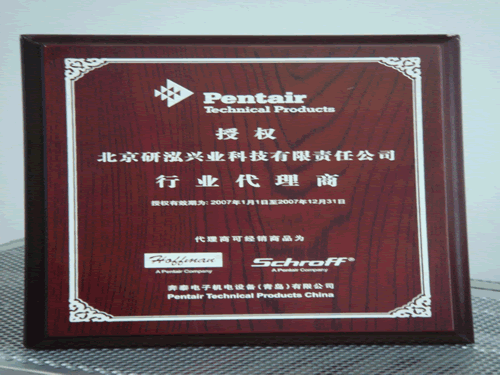 Pentair
Technical Products
授权
北京研泓兴业科技有限责任公司
行业代理商
授权有效期为: 2007年1月1日至2007年12月31日
代理商可经销商品为
Hoffman Schroff®
A Pentair Company A Pentair Company
奔泰电子机电设备(青岛)有限公司
Pentair Technical Products China